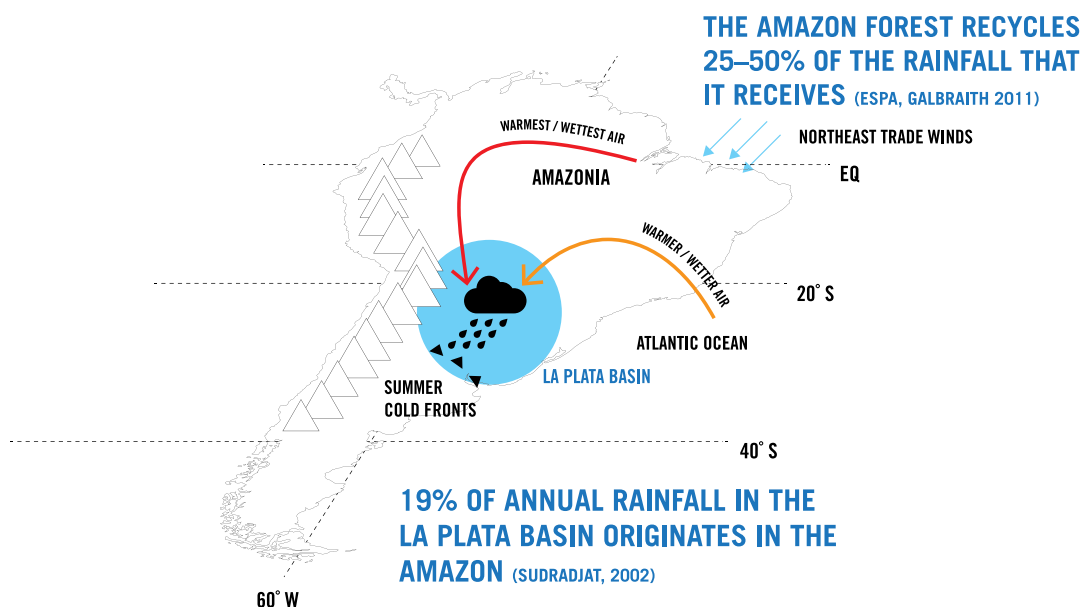 THE AMAZON FOREST RECYCLES
25–50% OF THE RAINFALL THAT
IT RECEIVES (ESPA, GALBRAITH 2011)
WARMEST / WETTEST AIR
NORTHEAST TRADE WINDS
AMAZONIA
EQ
WARMER / WETTER AIR
20° S
ATLANTIC OCEAN
LA PLATA BASIN
SUMMER
COLD FRONTS
40° S
19% OF ANNUAL RAINFALL IN THE
LA PLATA BASIN ORIGINATES IN THE
AMAZON (SUDRADJAT, 2002)
60° W